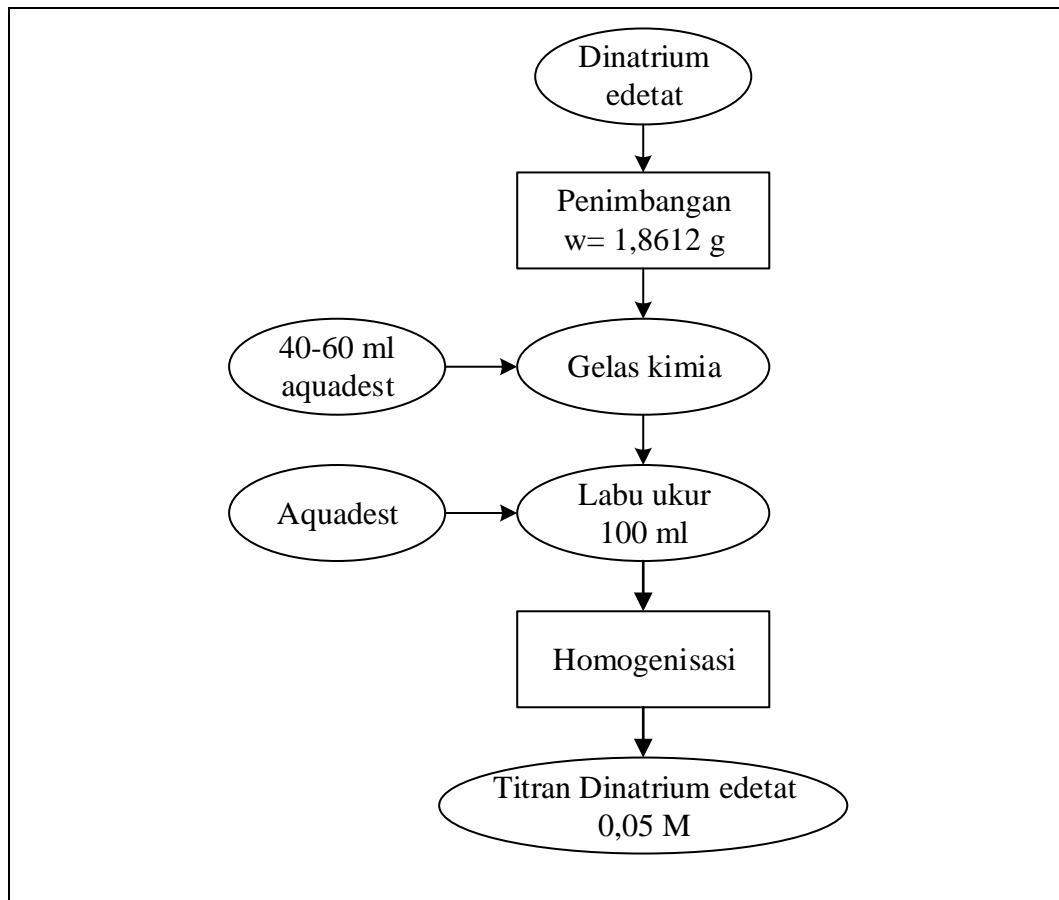 Dinatrium
edetat
Penimbangan
w= 1,8612 g
40-60 ml
aquadest
Gelas kimia
Aquadest
Labu ukur
100 ml
Homogenisasi
Titran Dinatrium edetat
0,05 M